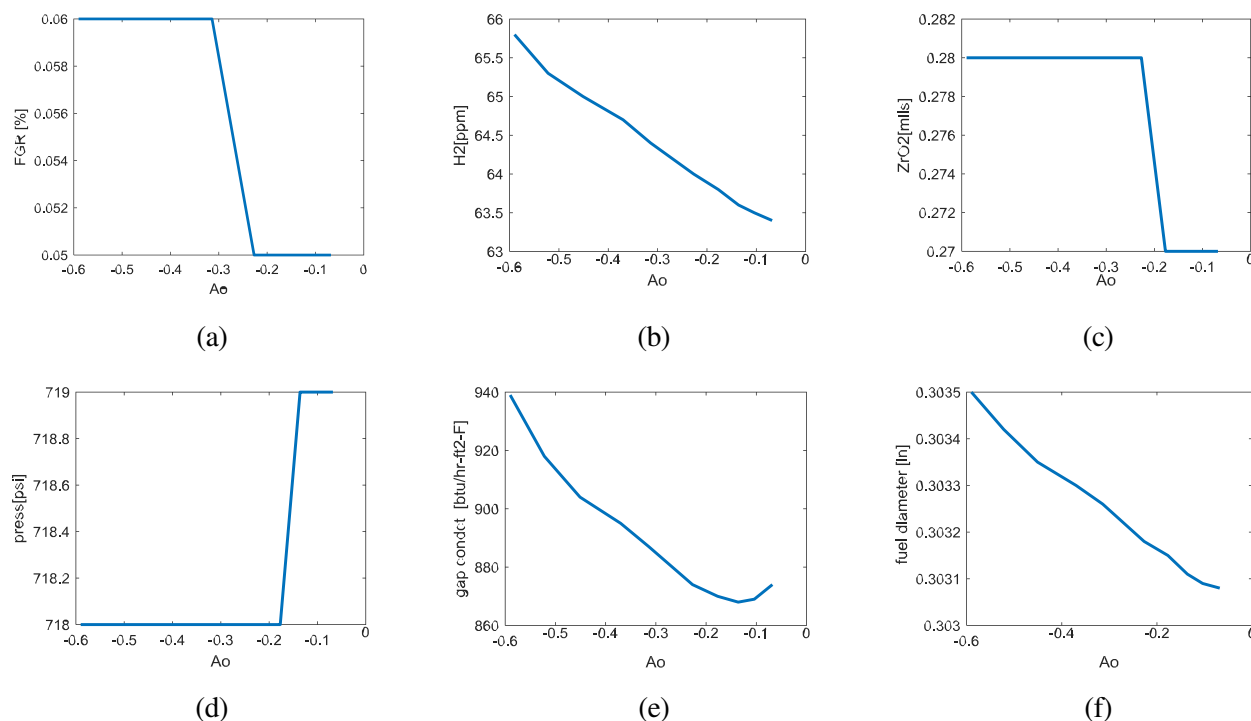 0.06
0.058
0.056
0.054
0.052
0.05
FGR [%]
-0.6 -0.5 -0.4 -0.3 -0.2 -0.1 0
Ao
(a)
66
65.5
65
64.5
64
63.5
63
H2[ppm]
-0.6 -0.5 -0.4 -0.3 -0.2 -0.1 0
Ao
(b)
0.282
0.28
0.278
0.276
0.274
0.272
0.27
ZrO2[mils]
-0.6 -0.5 -0.4 -0.3 -0.2 -0.1 0
Ao
(c)
719
718.8
718.6
718.4
718.2
718
press[psi]
-0.6 -0.5 -0.4 -0.3 -0.2 -0.1 0
Ao
(d)
940
920
900
880
860
gap condct [btu/hr-ft2-F]
-0.6 -0.5 -0.4 -0.3 -0.2 -0.1 0
Ao
(e)
0.3035
0.3034
0.3033
0.3032
0.3031
0.303
fuel diameter [in]
-0.6 -0.4 -0.2 0
Ao
(f)